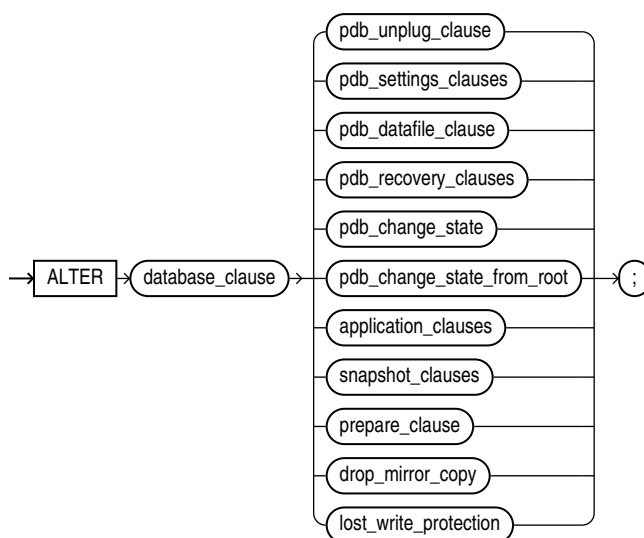 pdb_unplug_clause
pdb_settings_clauses
pdb_datafile_clause
pdb_recovery_clauses
pdb_change_state
ALTER database_clause pdb_change_state_from_root ;
application_clauses
snapshot_clauses
prepare_clause
drop_mirror_copy
lost_write_protection